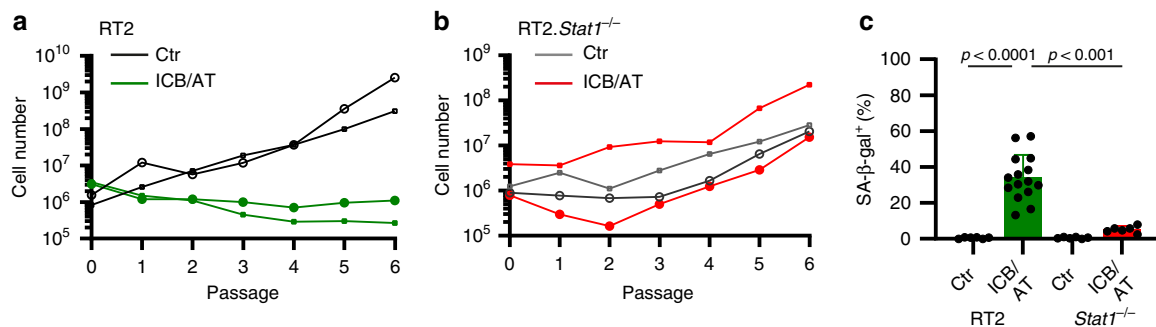 a
RT2
Ctr
ICB/AT
Cell number
10^10
10^9
10^8
10^7
10^6
10^5
0 1 2 3 4 5 6
Passage
b
RT2.Stat1^–/–
Ctr
ICB/AT
Cell number
10^9
10^8
10^7
10^6
10^5
0 1 2 3 4 5 6
Passage
c
p < 0.0001 p < 0.001
SA-β-gal^+ (%)
100
80
60
40
20
0
Ctr ICB/AT Ctr ICB/AT
RT2 Stat1^–/–